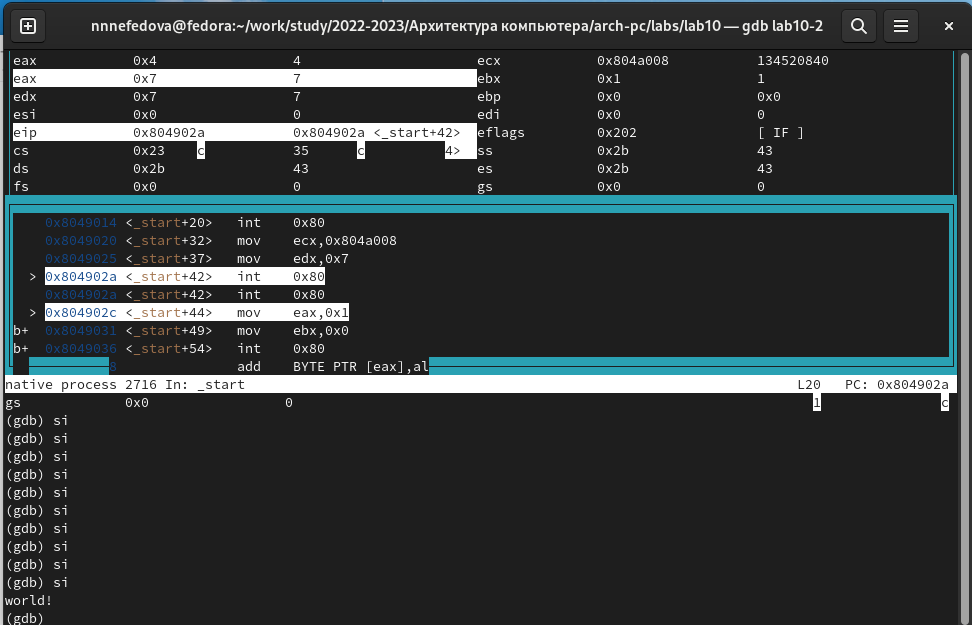 nnnefedova@fedora:~/work/study/2022-2023/Архитектура компьютера/arch-pc/labs/lab10 — gdb lab10-2
eax 0x4 4 ecx 0x804a008 134520840
eax 0x7 7 ebx 0x1 1
edx 0x7 7 ebp 0x0 0x0
esi 0x0 0 edi 0x0 0
eip 0x804902a 0x804902a <_start+42> eflags 0x202 [ IF ]
cs 0x23 c 35 c 4> ss 0x2b 43
ds 0x2b 43 es 0x2b 43
fs 0x0 0 gs 0x0 0
0x8049014 <_start+20> int 0x80
0x8049020 <_start+32> mov ecx,0x804a008
0x8049025 <_start+37> mov edx,0x7
> 0x804902a <_start+42> int 0x80
0x804902a <_start+42> int 0x80
> 0x804902c <_start+44> mov eax,0x1
b+ 0x8049031 <_start+49> mov ebx,0x0
b+ 0x8049036 <_start+54> int 0x80
8 add BYTE PTR [eax],al
native process 2716 In: _start L20 PC: 0x804902a
gs 0x0 0 1 c
(gdb) si
(gdb) si
(gdb) si
(gdb) si
(gdb) si
(gdb) si
(gdb) si
(gdb) si
(gdb) si
(gdb) si
world!
(gdb)